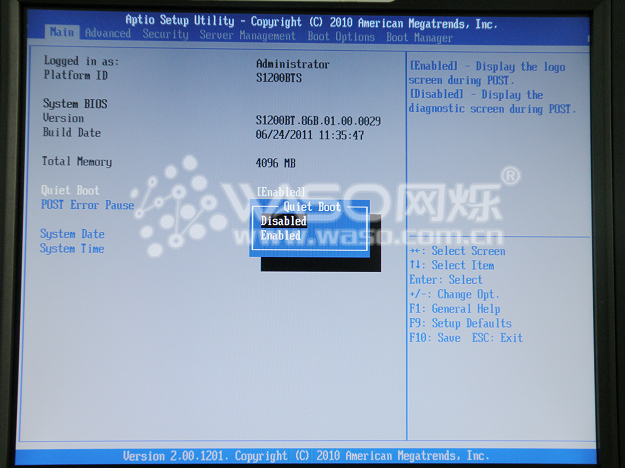 Aptio Setup Utility - Copyright (C) 2010 American Megatrends, Inc.
Main Advanced Security Server Management Boot Options Boot Manager
Logged in as: Administrator
Platform ID S1200BTS
System BIOS
Version S1200BT.86B.01.00.0029
Build Date 06/24/2011 11:35:47
Total Memory 4096 MB
Quiet Boot [Enabled]
POST Error Pause
System Date
System Time
Quiet Boot
Disabled
Enabled
[Enabled] - Display the logo
screen during POST.
[Disabled] - Display the
diagnostic screen during POST.
→←: Select Screen
↑↓: Select Item
Enter: Select
+/-: Change Opt.
F1: General Help
F9: Setup Defaults
F10: Save ESC: Exit
Version 2.00.1201. Copyright (C) 2010 American Megatrends, Inc.
WASO网烁®
www.waso.com.cn